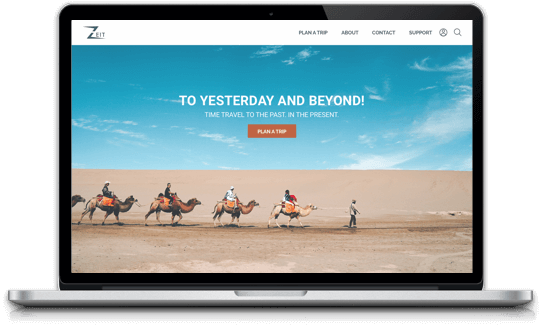 ZEIT
PLAN A TRIP ABOUT CONTACT SUPPORT
TO YESTERDAY AND BEYOND!
TIME TRAVEL TO THE PAST. IN THE PRESENT.
PLAN A TRIP